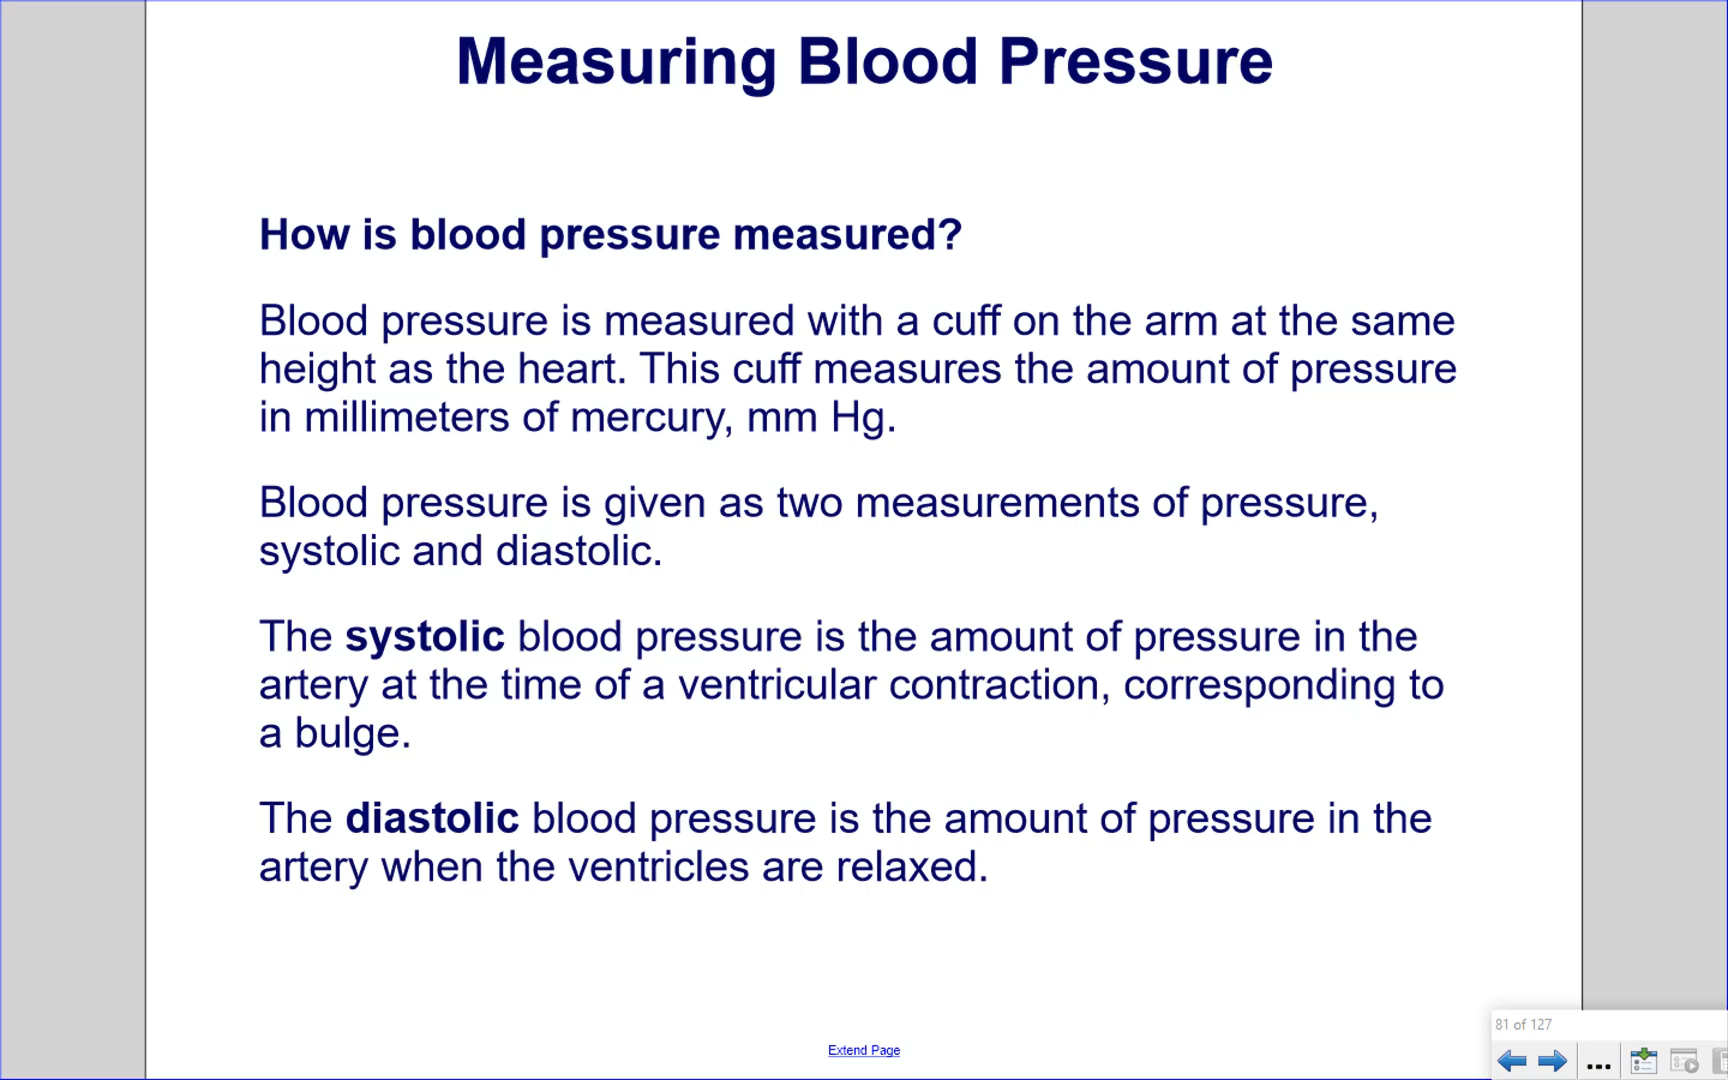 Measuring Blood Pressure
How is blood pressure measured?
Blood pressure is measured with a cuff on the arm at the same
height as the heart. This cuff measures the amount of pressure
in millimeters of mercury, mm Hg.
Blood pressure is given as two measurements of pressure,
systolic and diastolic.
The systolic blood pressure is the amount of pressure in the
artery at the time of a ventricular contraction, corresponding to
a bulge.
The diastolic blood pressure is the amount of pressure in the
artery when the ventricles are relaxed.
Extend Page
81 of 127